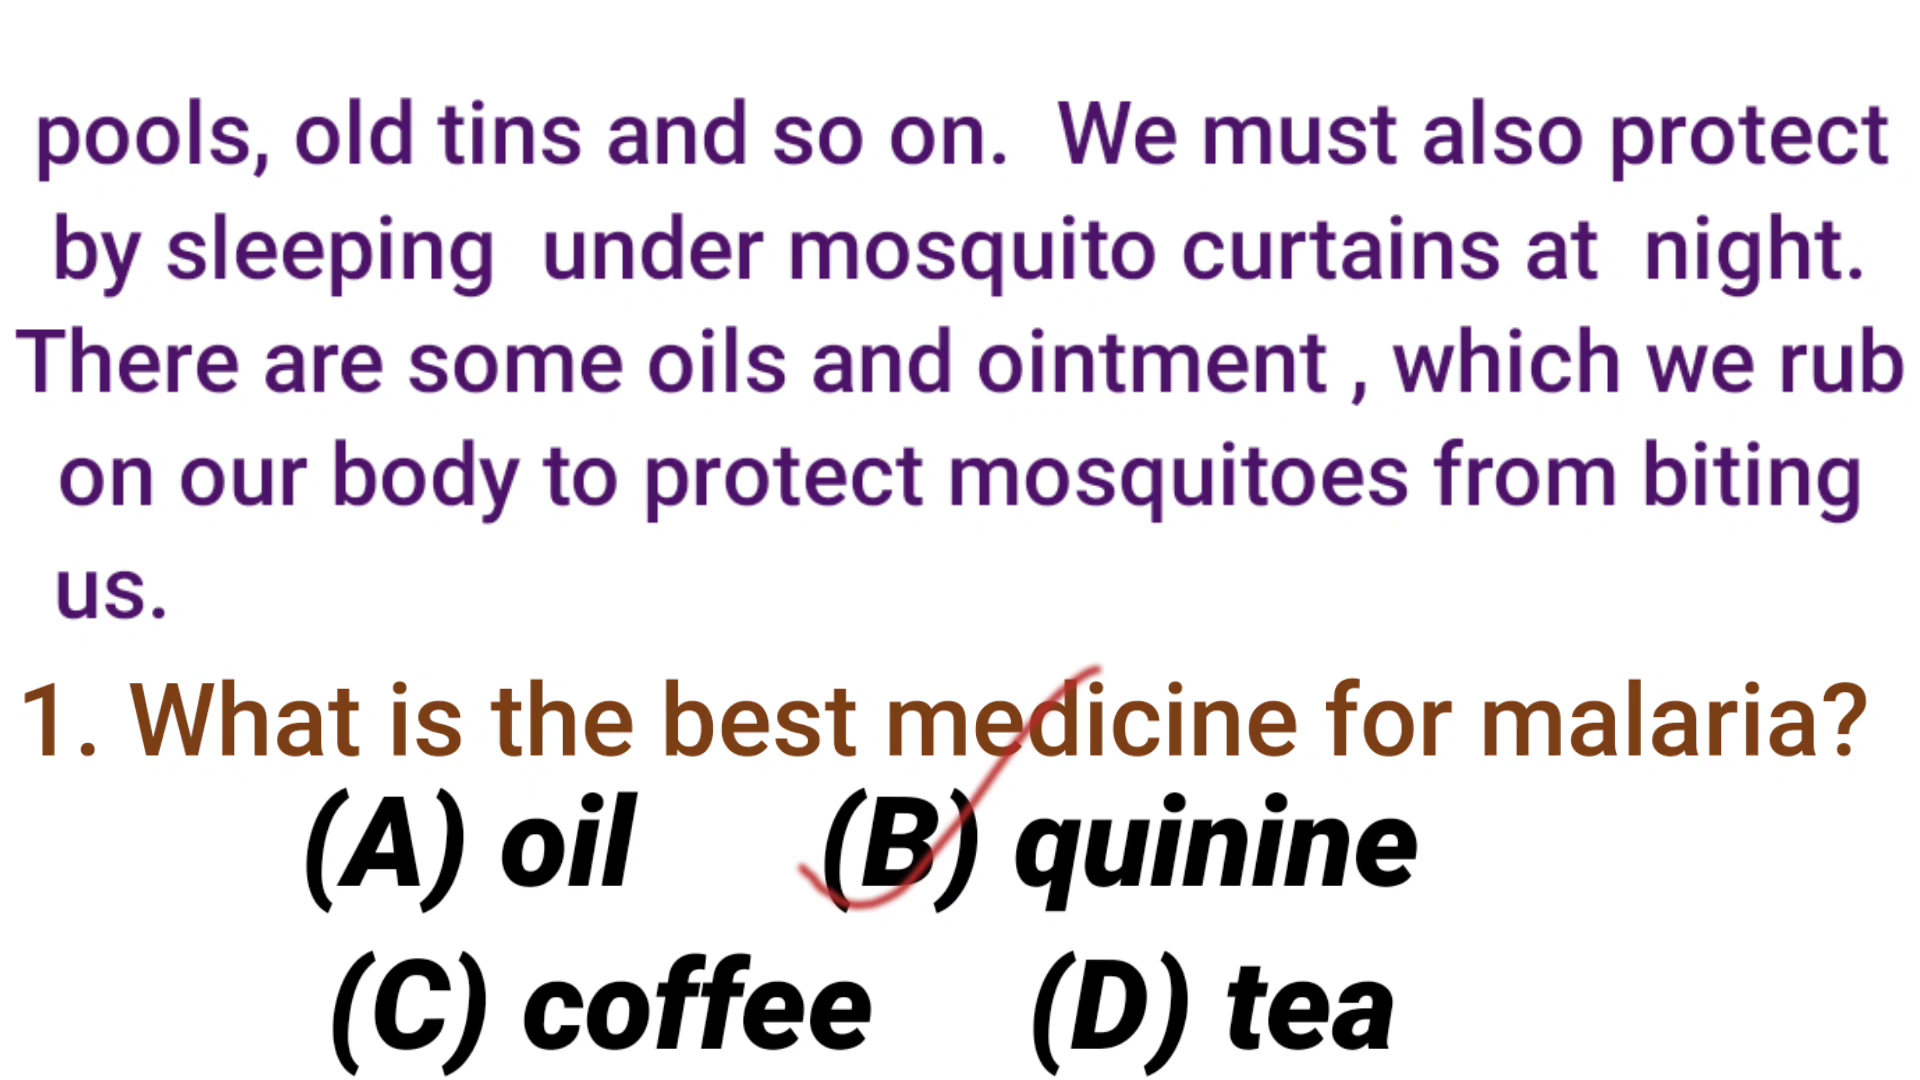 pools, old tins and so on. We must also protect
by sleeping under mosquito curtains at night.
There are some oils and ointment , which we rub
on our body to protect mosquitoes from biting
us.
1. What is the best medicine for malaria?
(A) oil (B) quinine
(C) coffee (D) tea